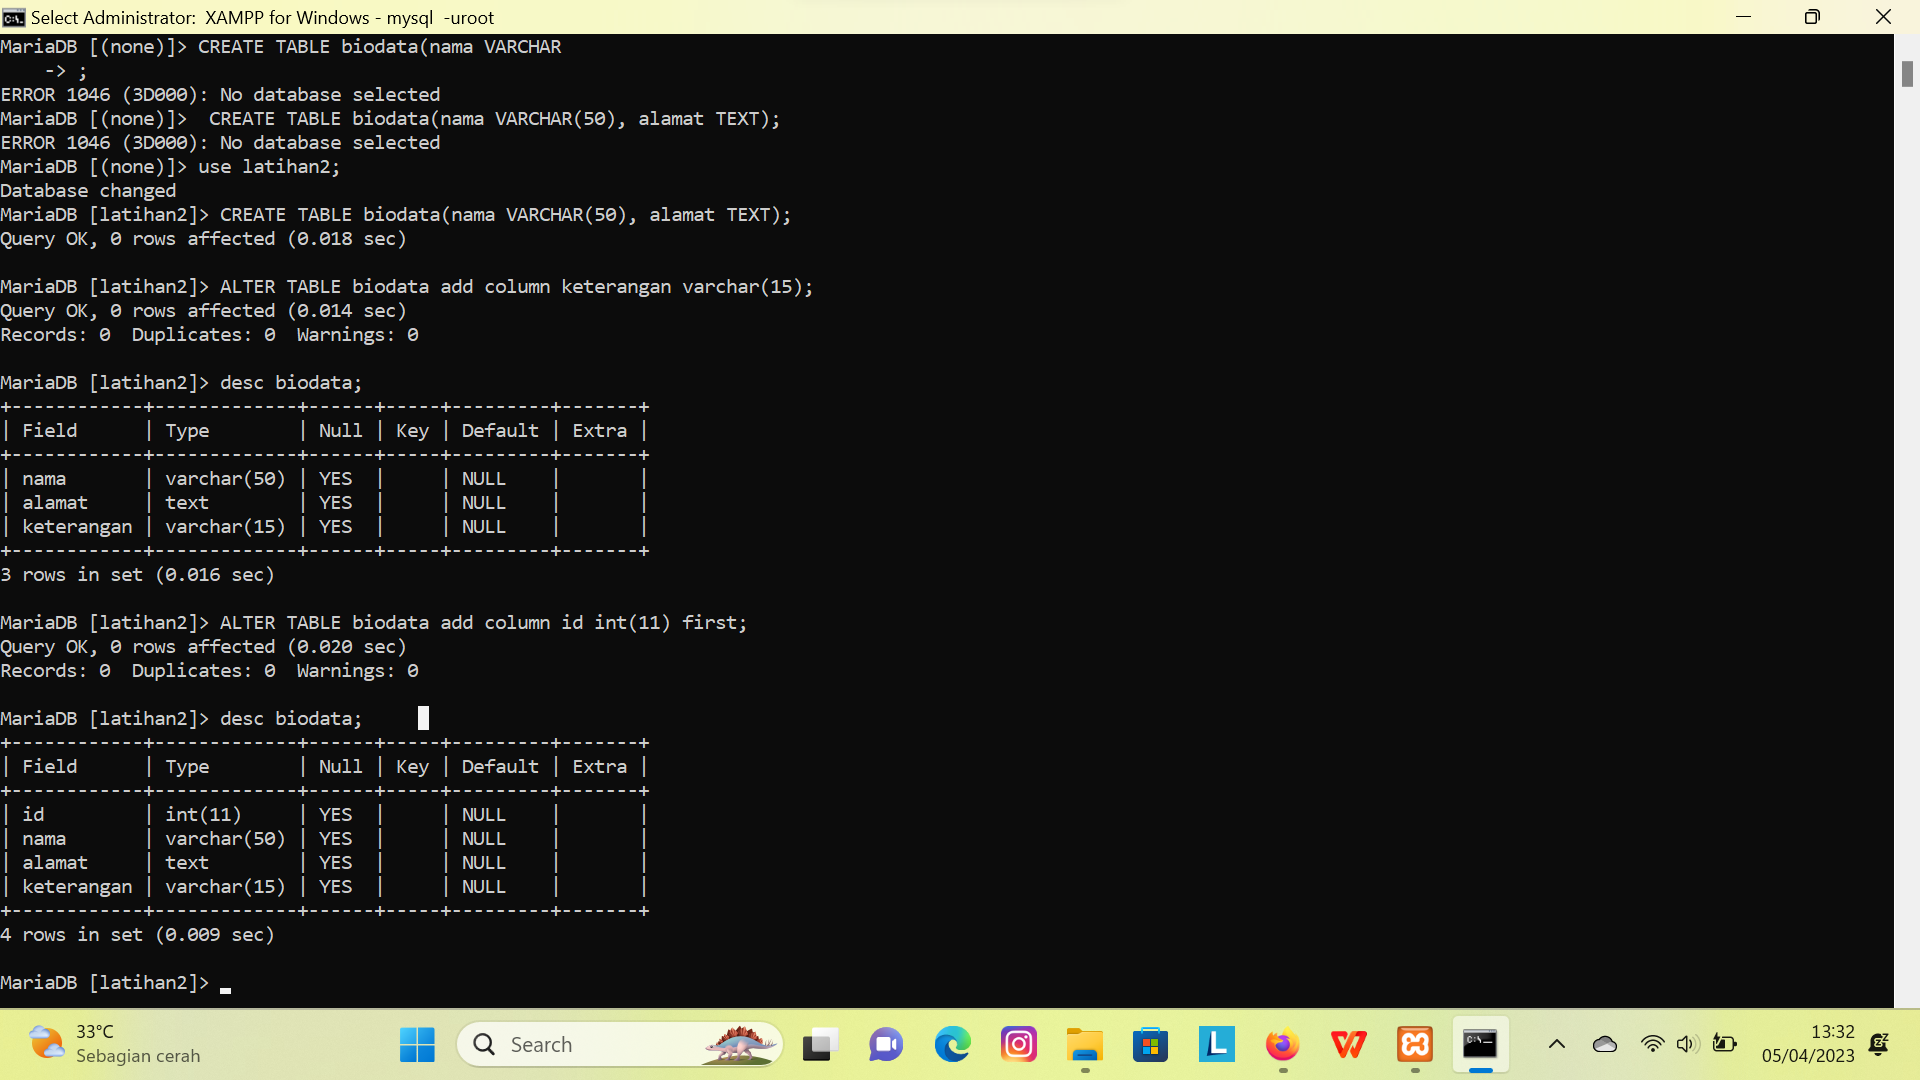 Select Administrator:  XAMPP for Windows - mysql  -uroot
MariaDB [(none)]> CREATE TABLE biodata(nama VARCHAR
    -> ;
ERROR 1046 (3D000): No database selected
MariaDB [(none)]>  CREATE TABLE biodata(nama VARCHAR(50), alamat TEXT);
ERROR 1046 (3D000): No database selected
MariaDB [(none)]> use latihan2;
Database changed
MariaDB [latihan2]> CREATE TABLE biodata(nama VARCHAR(50), alamat TEXT);
Query OK, 0 rows affected (0.018 sec)

MariaDB [latihan2]> ALTER TABLE biodata add column keterangan varchar(15);
Query OK, 0 rows affected (0.014 sec)
Records: 0  Duplicates: 0  Warnings: 0

MariaDB [latihan2]> desc biodata;
+------------+-------------+------+-----+---------+-------+
| Field      | Type        | Null | Key | Default | Extra |
+------------+-------------+------+-----+---------+-------+
| nama       | varchar(50) | YES  |     | NULL    |       |
| alamat     | text        | YES  |     | NULL    |       |
| keterangan | varchar(15) | YES  |     | NULL    |       |
+------------+-------------+------+-----+---------+-------+
3 rows in set (0.016 sec)

MariaDB [latihan2]> ALTER TABLE biodata add column id int(11) first;
Query OK, 0 rows affected (0.020 sec)
Records: 0  Duplicates: 0  Warnings: 0

MariaDB [latihan2]> desc biodata;
+------------+-------------+------+-----+---------+-------+
| Field      | Type        | Null | Key | Default | Extra |
+------------+-------------+------+-----+---------+-------+
| id         | int(11)     | YES  |     | NULL    |       |
| nama       | varchar(50) | YES  |     | NULL    |       |
| alamat     | text        | YES  |     | NULL    |       |
| keterangan | varchar(15) | YES  |     | NULL    |       |
+------------+-------------+------+-----+---------+-------+
4 rows in set (0.009 sec)

MariaDB [latihan2]>
33°C
Sebagian cerah
Search
13:32
05/04/2023